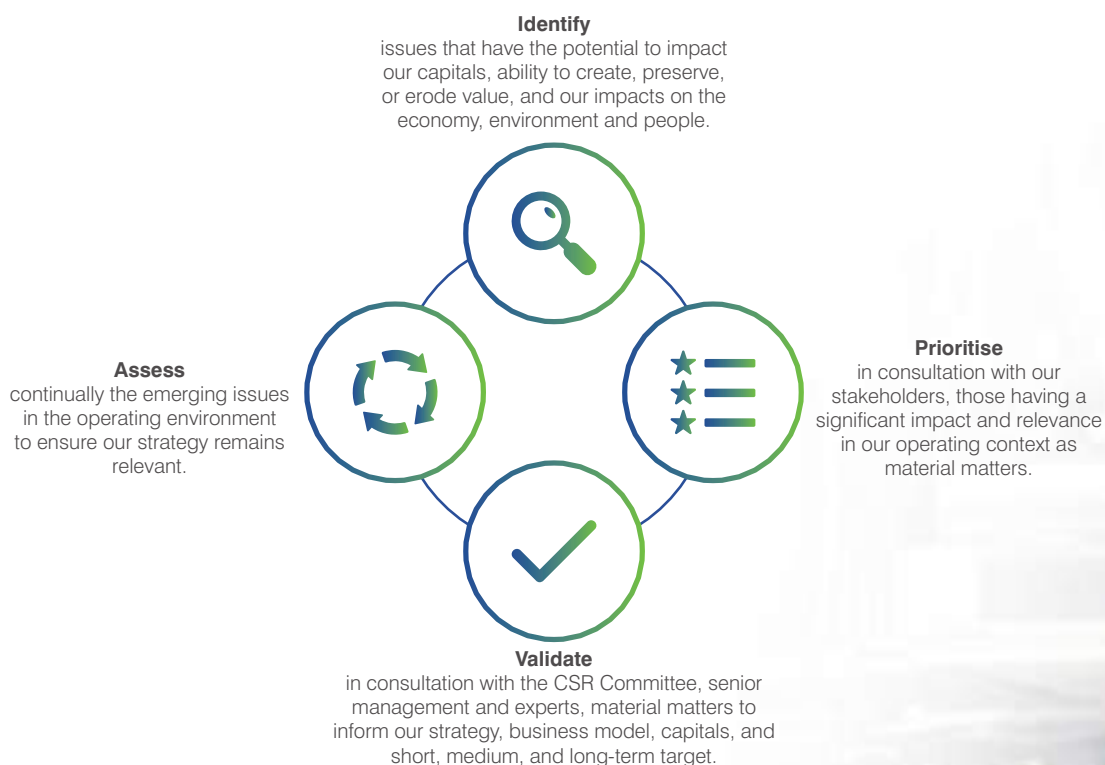 Identify
issues that have the potential to impact
our capitals, ability to create, preserve,
or erode value, and our impacts on the
economy, environment and people.
Prioritise
in consultation with our
stakeholders, those having a
significant impact and relevance
in our operating context as
material matters.
Validate
in consultation with the CSR Committee, senior
management and experts, material matters to
inform our strategy, business model, capitals, and
short, medium, and long-term target.
Assess
continually the emerging issues
in the operating environment
to ensure our strategy remains
relevant.